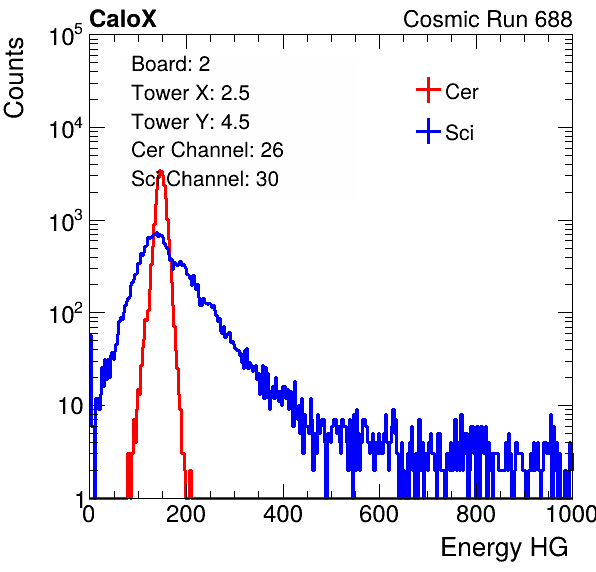 CaloX
Cosmic Run 688
Counts
Board: 2
Tower X: 2.5
Tower Y: 4.5
Cer Channel: 26
Sci Channel: 30
Cer
Sci
10^5
10^4
10^3
10^2
10
1
0 200 400 600 800 1000
Energy HG